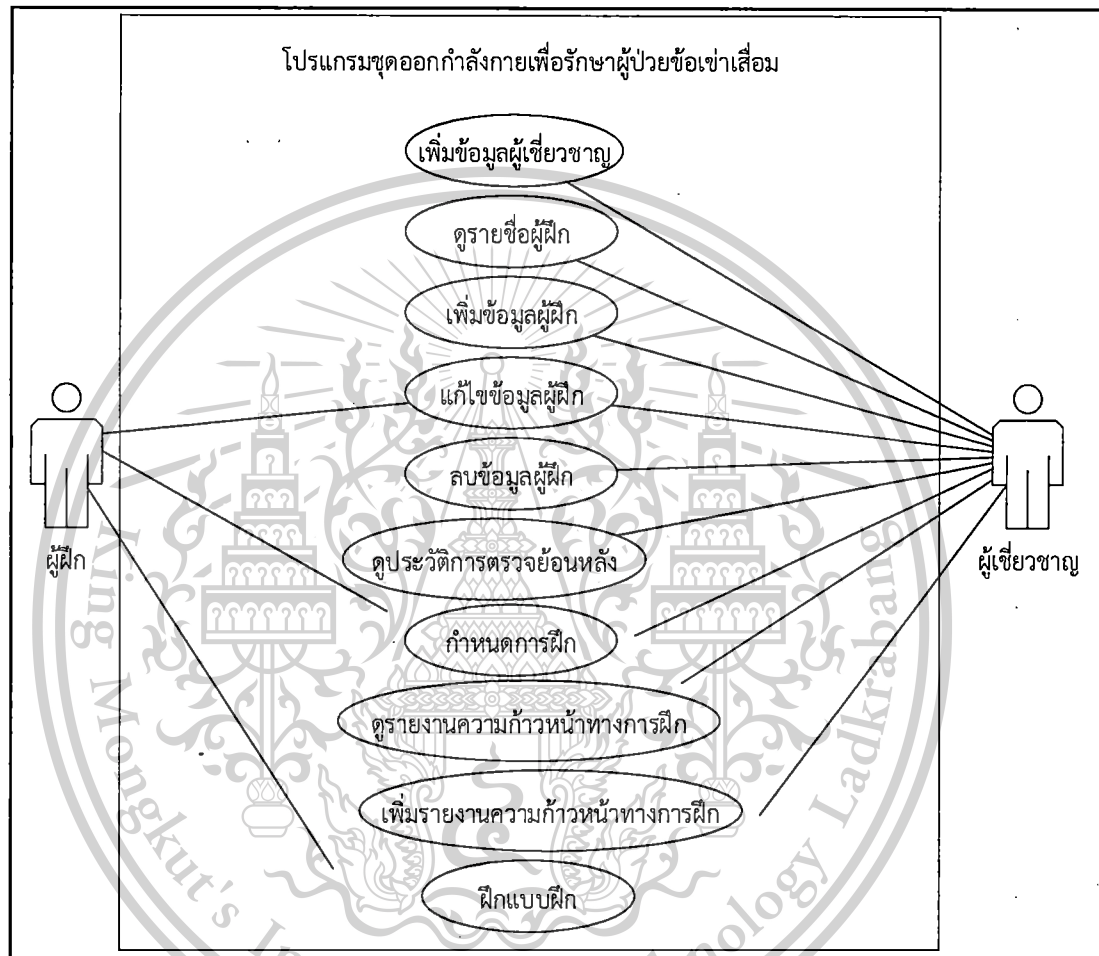 โปรแกรมชุดออกกำลังกายเพื่อรักษาผู้ป่วยข้อเข่าเสื่อม
เพิ่มข้อมูลผู้เชี่ยวชาญ
ดูรายชื่อผู้ฝึก
เพิ่มข้อมูลผู้ฝึก
แก้ไขข้อมูลผู้ฝึก
ลบข้อมูลผู้ฝึก
ผู้ฝึก
ผู้เชี่ยวชาญ
ดูประวัติการตรวจย้อนหลัง
กำหนดการฝึก
ดูรายงานความก้าวหน้าทางการฝึก
เพิ่มรายงานความก้าวหน้าทางการฝึก
ฝึกแบบฝึก
King Mongkut's Ladkrabang